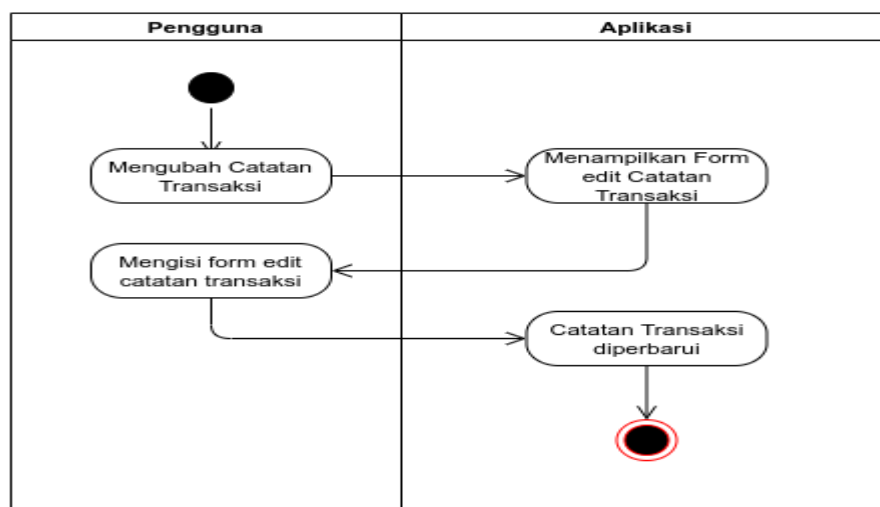 Pengguna
Aplikasi
Mengubah Catatan
Transaksi
Menampilkan Form
edit Catatan
Transaksi
Mengisi form edit
catatan transaksi
Catatan Transaksi
diperbarui